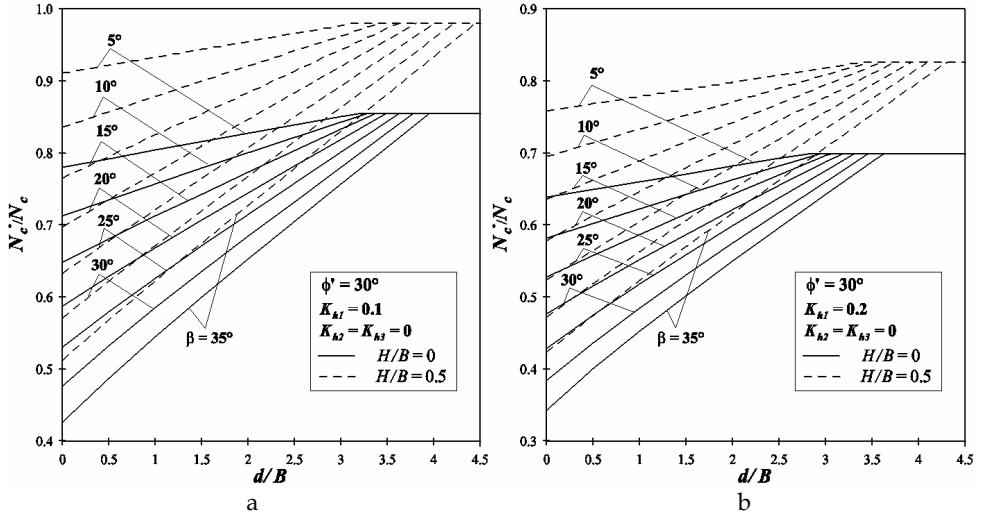 1.0
0.9
0.8
0.7
0.6
0.5
0.4
N*c/Nc
5°
10°
15°
20°
25°
30°
β = 35°
ϕ' = 30°
Kh1 = 0.1
Kh2 = Kh3 = 0
H/B = 0
H/B = 0.5
0 0.5 1 1.5 2 2.5 3 3.5 4 4.5
d/B
a
0.9
0.8
0.7
0.6
0.5
0.4
0.3
N*c/Nc
5°
10°
15°
20°
25°
30°
β = 35°
ϕ' = 30°
Kh1 = 0.2
Kh2 = Kh3 = 0
H/B = 0
H/B = 0.5
0 0.5 1 1.5 2 2.5 3 3.5 4 4.5
d/B
b